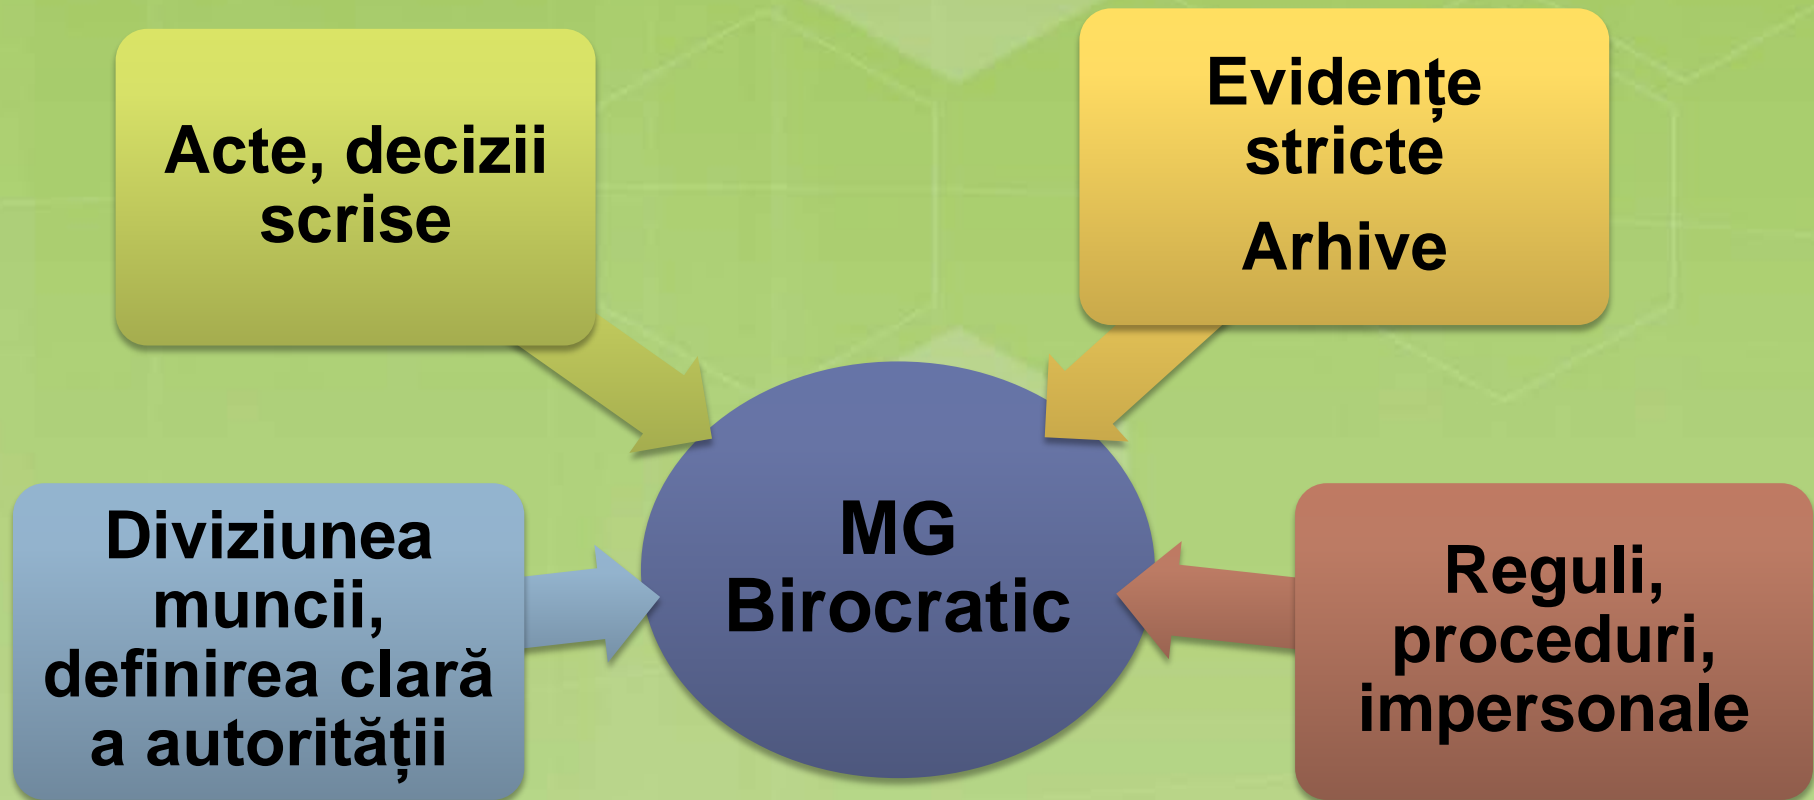 Acte, decizii
scrise
Evidențe
stricte
Arhive
Diviziunea
muncii,
definirea clară
a autorității
MG
Birocratic
Reguli,
proceduri,
impersonale